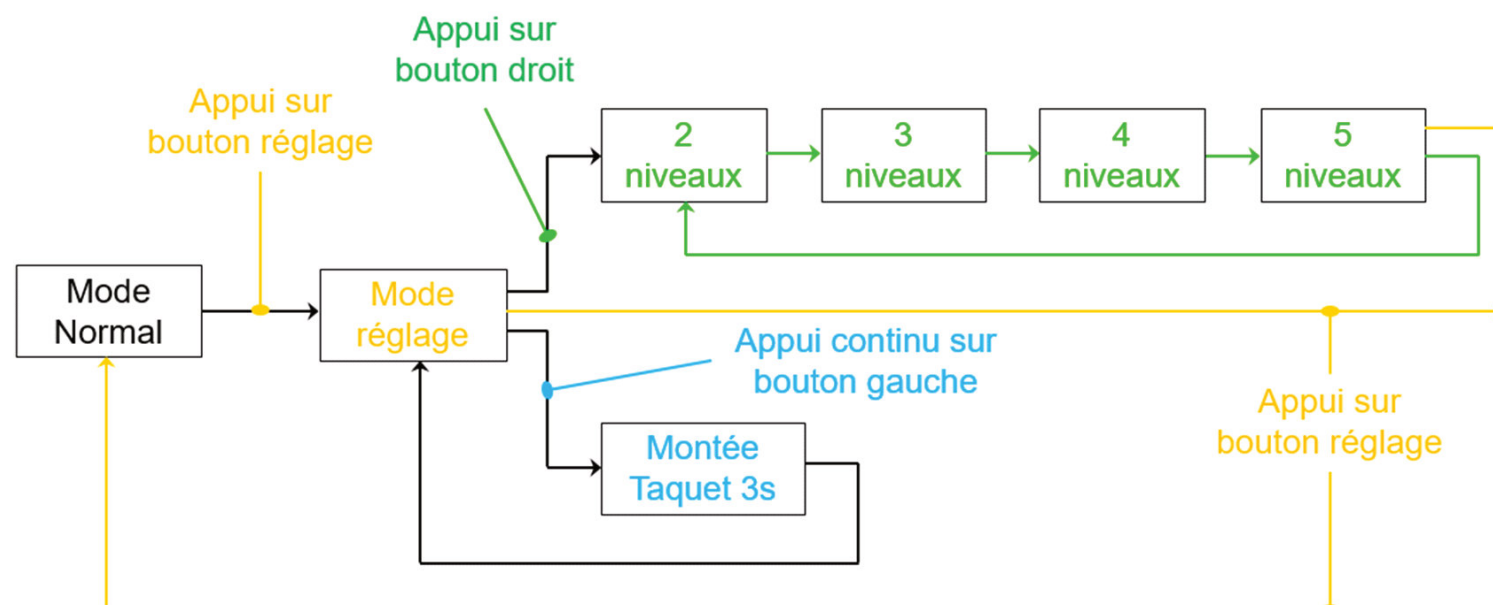 Appui sur
bouton droit
Appui sur
bouton réglage
2
niveaux
3
niveaux
4
niveaux
5
niveaux
Mode
Normal
Mode
réglage
Appui continu sur
bouton gauche
Appui sur
bouton réglage
Montée
Taquet 3s